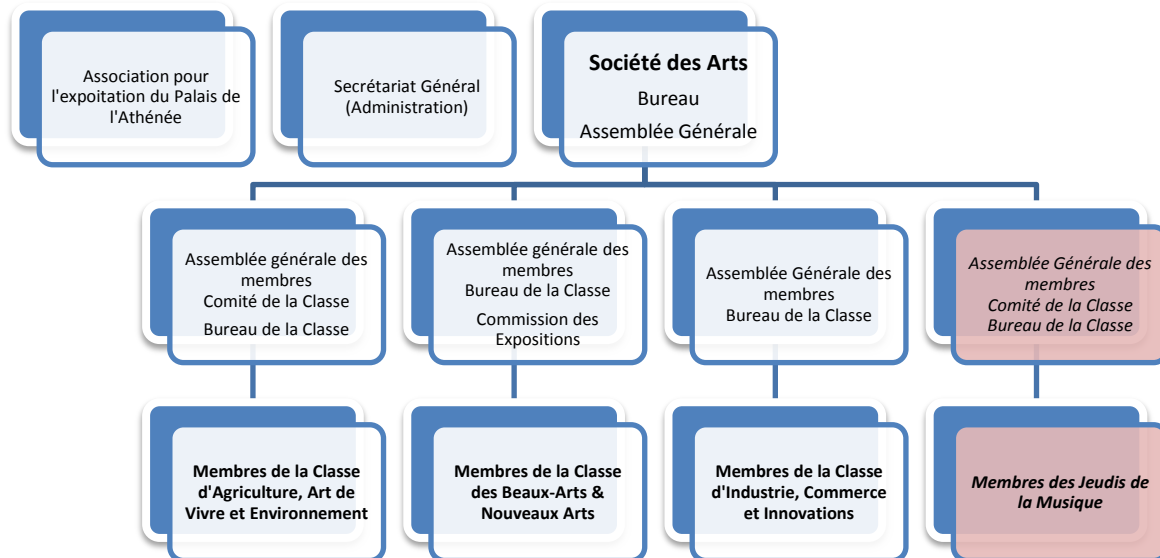 Association pour
l'expoitation du Palais de
l'Athénée
Secrétariat Général
(Administration)
Société des Arts
Bureau
Assemblée Générale
Assemblée générale des
membres
Comité de la Classe
Bureau de la Classe
Assemblée générale des
membres
Bureau de la Classe
Commission des
Expositions
Assemblée Générale des
membres
Bureau de la Classe
Assemblée Générale des
membres
Comité de la Classe
Bureau de la Classe
Membres de la Classe
d'Agriculture, Art de
Vivre et Environnement
Membres de la Classe
des Beaux-Arts &
Nouveaux Arts
Membres de la Classe
d'Industrie, Commerce
et Innovations
Membres des Jeudis de
la Musique